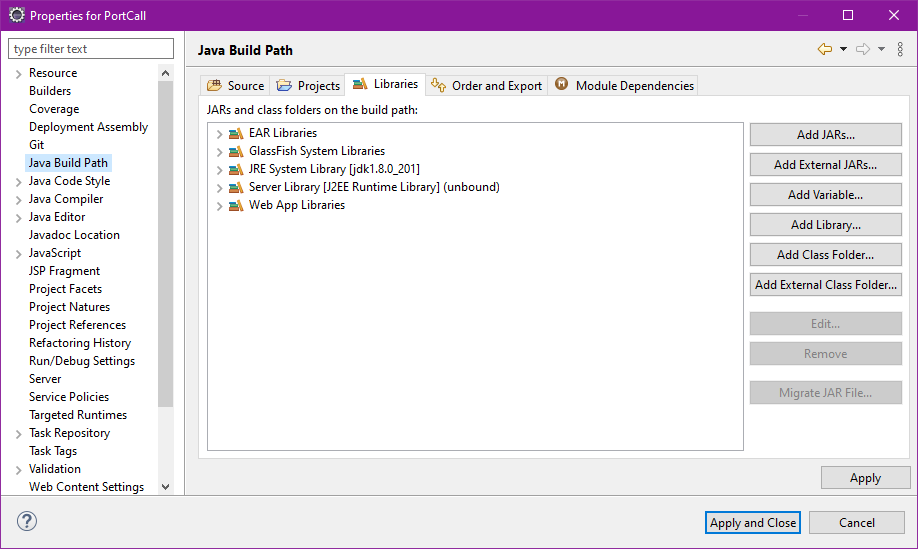 Properties for PortCall
type filter text
Resource
Builders
Coverage
Deployment Assembly
Git
Java Build Path
Java Code Style
Java Compiler
Java Editor
Javadoc Location
JavaScript
JSP Fragment
Project Facets
Project Natures
Project References
Refactoring History
Run/Debug Settings
Server
Service Policies
Targeted Runtimes
Task Repository
Task Tags
Validation
Web Content Settings
Java Build Path
Source Projects Libraries Order and Export M Module Dependencies
JARs and class folders on the build path:
EAR Libraries
GlassFish System Libraries
JRE System Library [jdk1.8.0_201]
Server Library [J2EE Runtime Library] (unbound)
Web App Libraries
Add JARs...
Add External JARs...
Add Variable...
Add Library...
Add Class Folder...
Add External Class Folder...
Edit...
Remove
Migrate JAR File...
Apply
?
Apply and Close Cancel